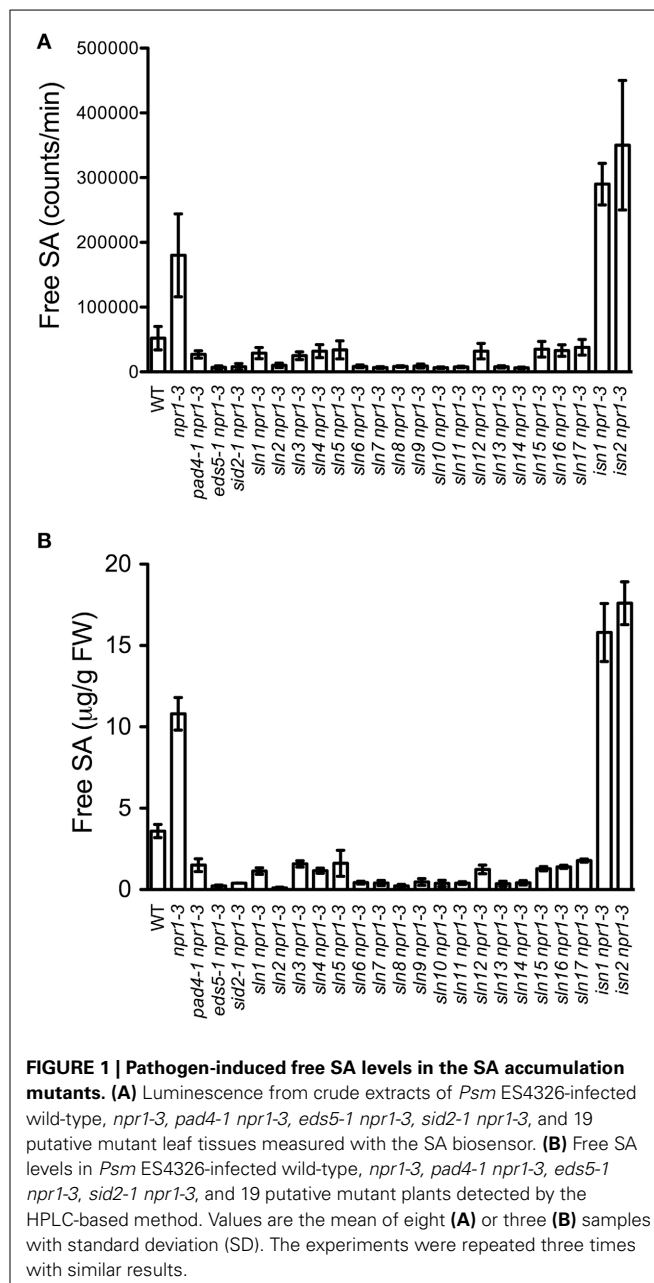 A
500000
400000
300000
200000
100000
0
Free SA (counts/min)
WT
npr1-3
pad4-1 npr1-3
eds5-1 npr1-3
sid2-1 npr1-3
sln1 npr1-3
sln2 npr1-3
sln3 npr1-3
sln4 npr1-3
sln5 npr1-3
sln6 npr1-3
sln7 npr1-3
sln8 npr1-3
sln9 npr1-3
sln10 npr1-3
sln11 npr1-3
sln12 npr1-3
sln13 npr1-3
sln14 npr1-3
sln15 npr1-3
sln16 npr1-3
sln17 npr1-3
isn1 npr1-3
isn2 npr1-3
B
20
15
10
5
0
Free SA (μg/g FW)
WT
npr1-3
pad4-1 npr1-3
eds5-1 npr1-3
sid2-1 npr1-3
sln1 npr1-3
sln2 npr1-3
sln3 npr1-3
sln4 npr1-3
sln5 npr1-3
sln6 npr1-3
sln7 npr1-3
sln8 npr1-3
sln9 npr1-3
sln10 npr1-3
sln11 npr1-3
sln12 npr1-3
sln13 npr1-3
sln14 npr1-3
sln15 npr1-3
sln16 npr1-3
sln17 npr1-3
isn1 npr1-3
isn2 npr1-3
FIGURE 1 | Pathogen-induced free SA levels in the SA accumulation
mutants. (A) Luminescence from crude extracts of Psm ES4326-infected
wild-type, npr1-3, pad4-1 npr1-3, eds5-1 npr1-3, sid2-1 npr1-3, and 19
putative mutant leaf tissues measured with the SA biosensor. (B) Free SA
levels in Psm ES4326-infected wild-type, npr1-3, pad4-1 npr1-3, eds5-1
npr1-3, sid2-1 npr1-3, and 19 putative mutant plants detected by the
HPLC-based method. Values are the mean of eight (A) or three (B) samples
with standard deviation (SD). The experiments were repeated three times
with similar results.